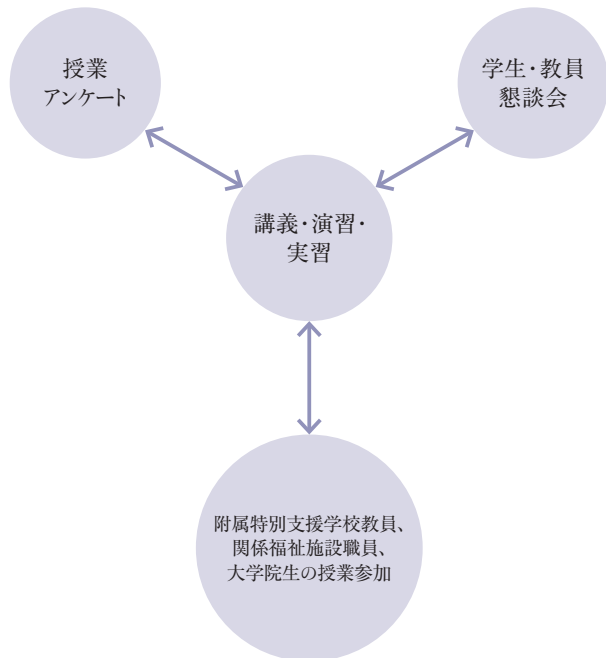 授業
アンケート
学生・教員
懇談会
講義・演習・
実習
附属特別支援学校教員、
関係福祉施設職員、
大学院生の授業参加